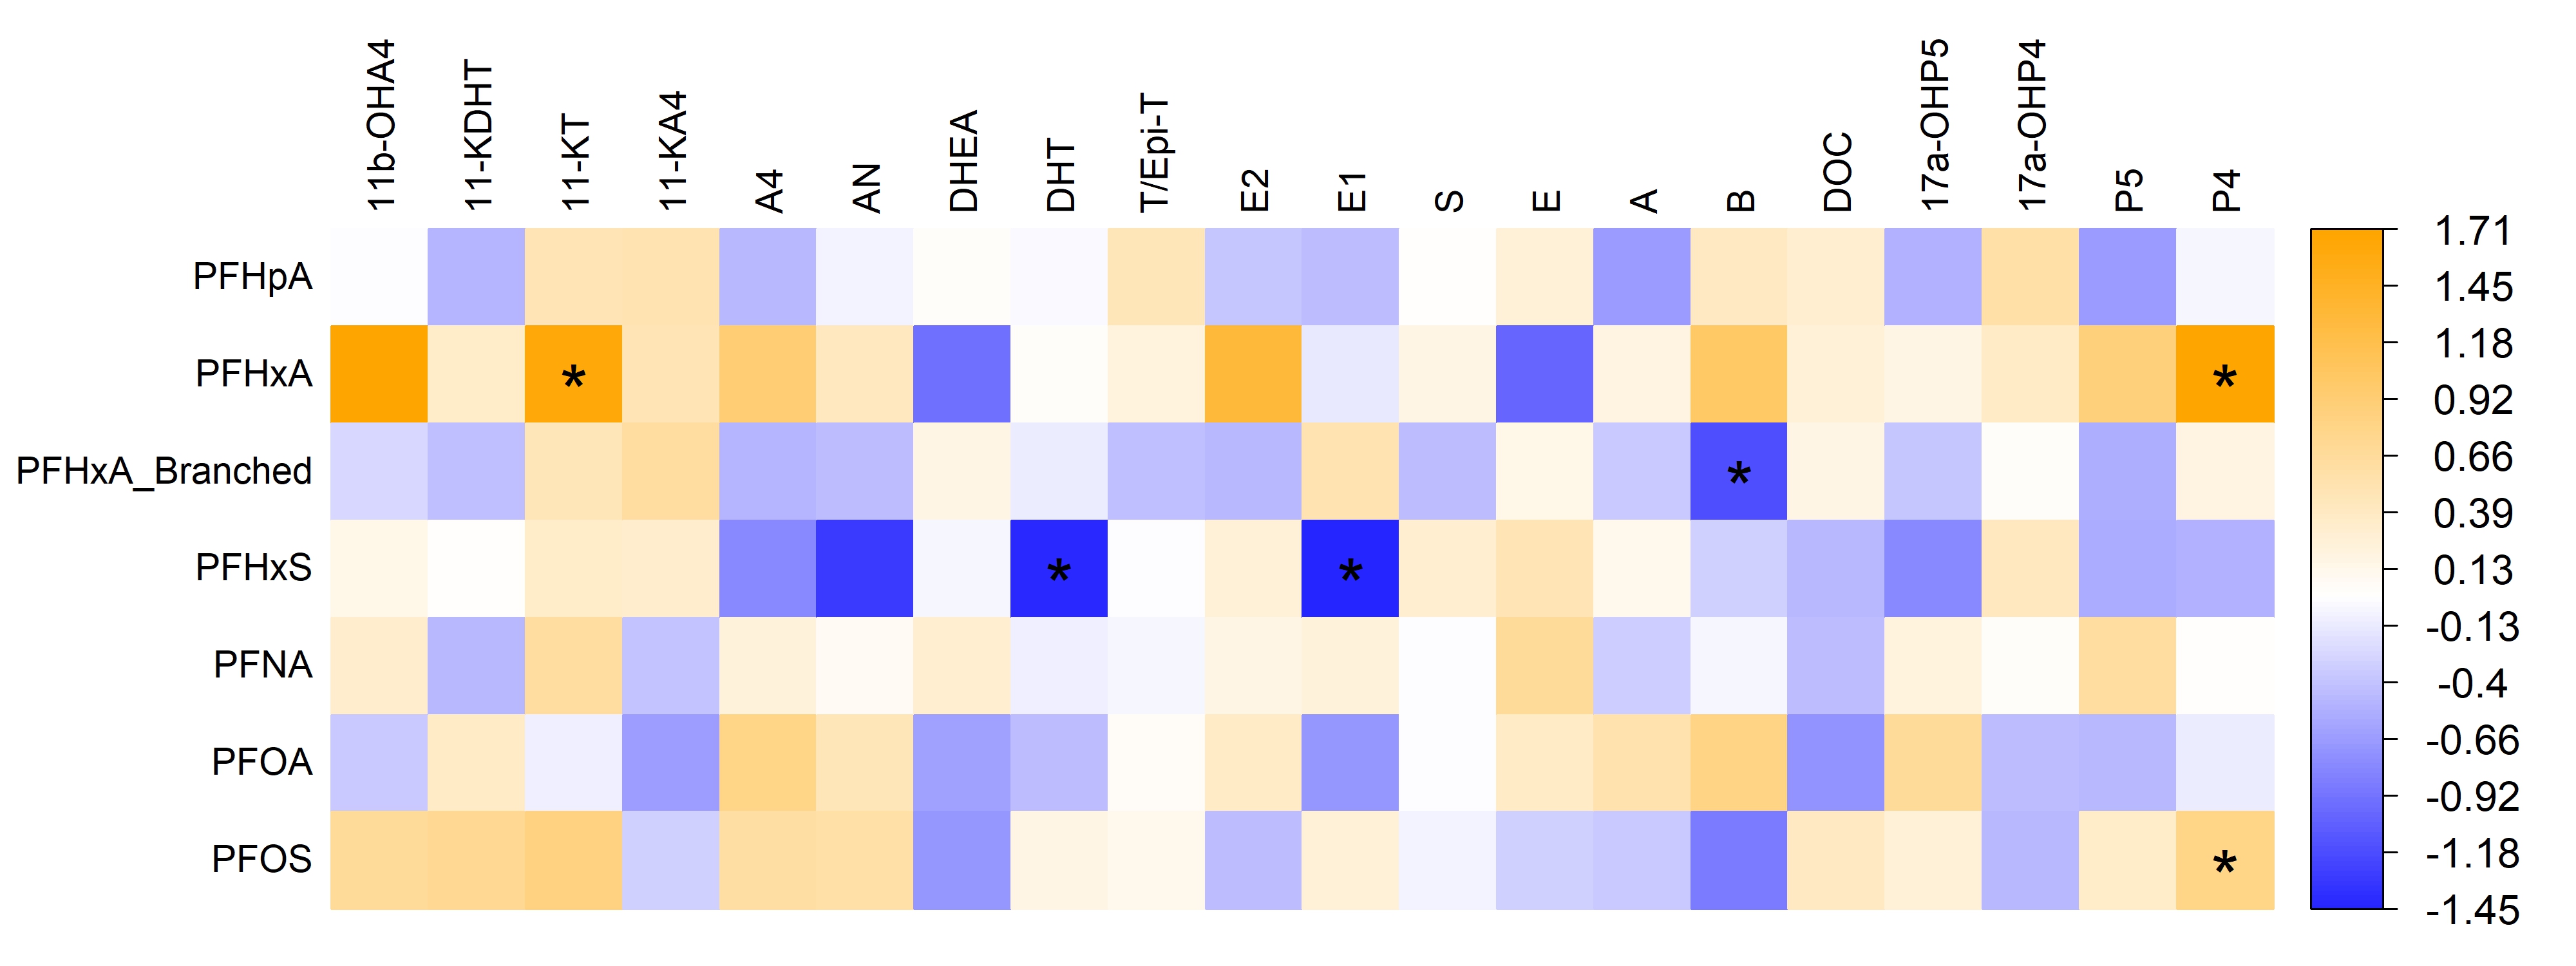 11b-OHA4
11-KDHT
11-KT
11-KA4
A4
AN
DHEA
DHT
T/Epi-T
E2
E1
S
E
A
B
DOC
17a-OHP5
17a-OHP4
P5
P4
PFHpA
PFHxA
* *
PFHxA_Branched
*
PFHxS
* *
PFNA
PFOA
PFOS
*
1.71
1.45
1.18
0.92
0.66
0.39
0.13
-0.13
-0.4
-0.66
-0.92
-1.18
-1.45